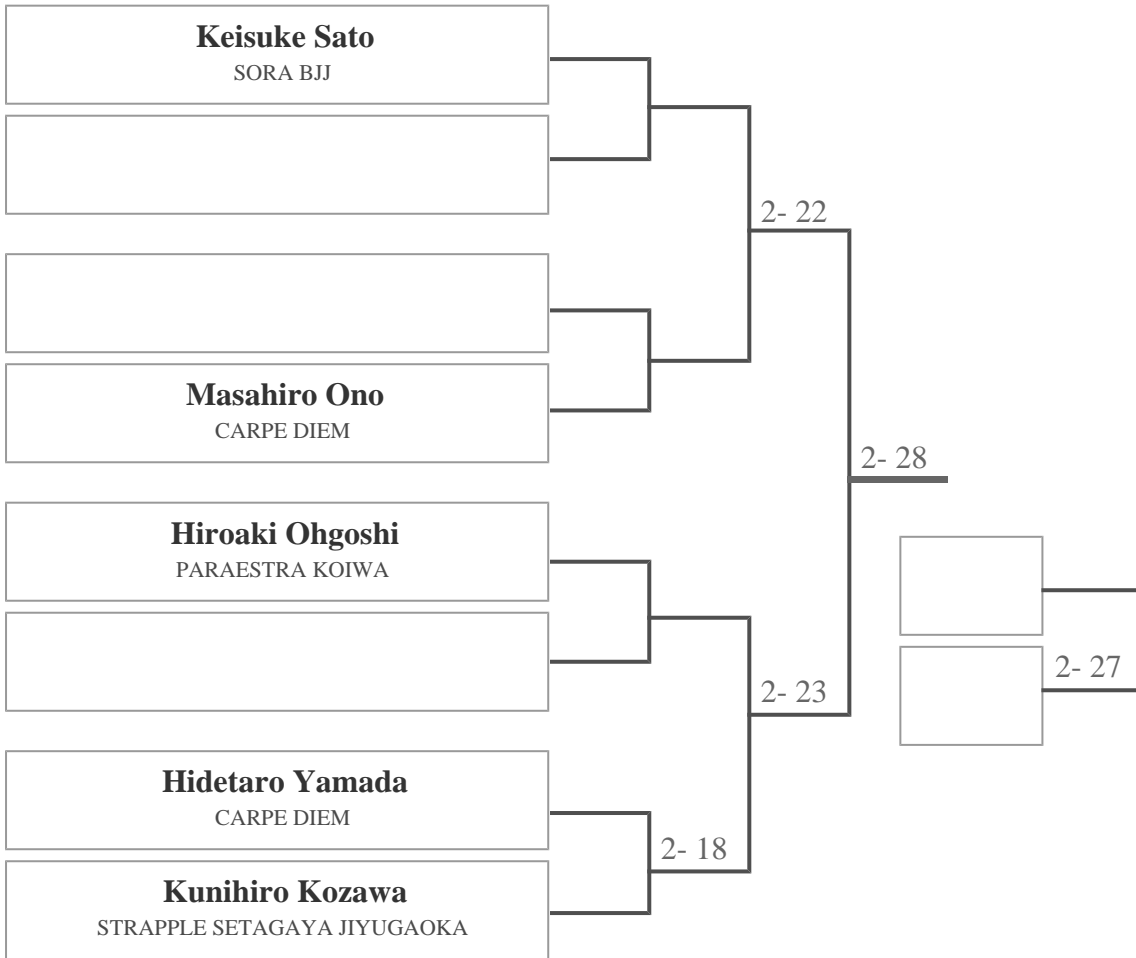 Keisuke Sato
SORA BJJ
2- 22
Masahiro Ono
CARPE DIEM
2- 28
Hiroaki Ohgoshi
PARAESTRA KOIWA
2- 27
2- 23
Hidetaro Yamada
CARPE DIEM
2- 18
Kunihiro Kozawa
STRAPPLE SETAGAYA JIYUGAOKA